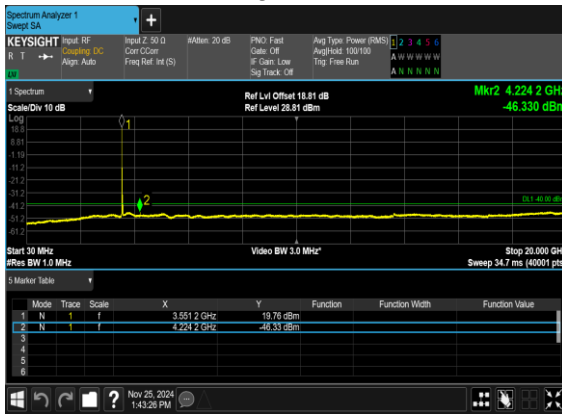 Spectrum Analyzer 1
Swept SA
KEYSIGHT Input: RF Input Z: 50 Ω #Atten: 20 dB PNO: Fast Avg Type: Power (RMS) 1 2 3 4 5 6
R T Coupling: DC Corr CCorr Gate: Off Avg|Hold: 100/100 A W W W W W
Align: Auto Freq Ref: Int (S) IF Gain: Low Trig: Free Run
Sig Track: Off A N N N N N
1 Spectrum Ref Lvl Offset 18.81 dB Mkr2 4.224 2 GHz
Scale/Div 10 dB Ref Level 28.81 dBm -46.330 dBm
Log
18.8
8.81
-1.19
-11.2
-21.2
-31.2
-41.2
-51.2
-61.2
1
2
DL1 -40.00 dBm
Start 30 MHz Video BW 3.0 MHz* Stop 20.000 GHz
#Res BW 1.0 MHz Sweep 34.7 ms (40001 pts)
5 Marker Table
Mode Trace Scale X Y Function Function Width Function Value
1 N 1 f 3.551 2 GHz 19.76 dBm
2 N 1 f 4.224 2 GHz -46.33 dBm
3
4
5
6
? Nov 25, 2024
1:43:26 PM